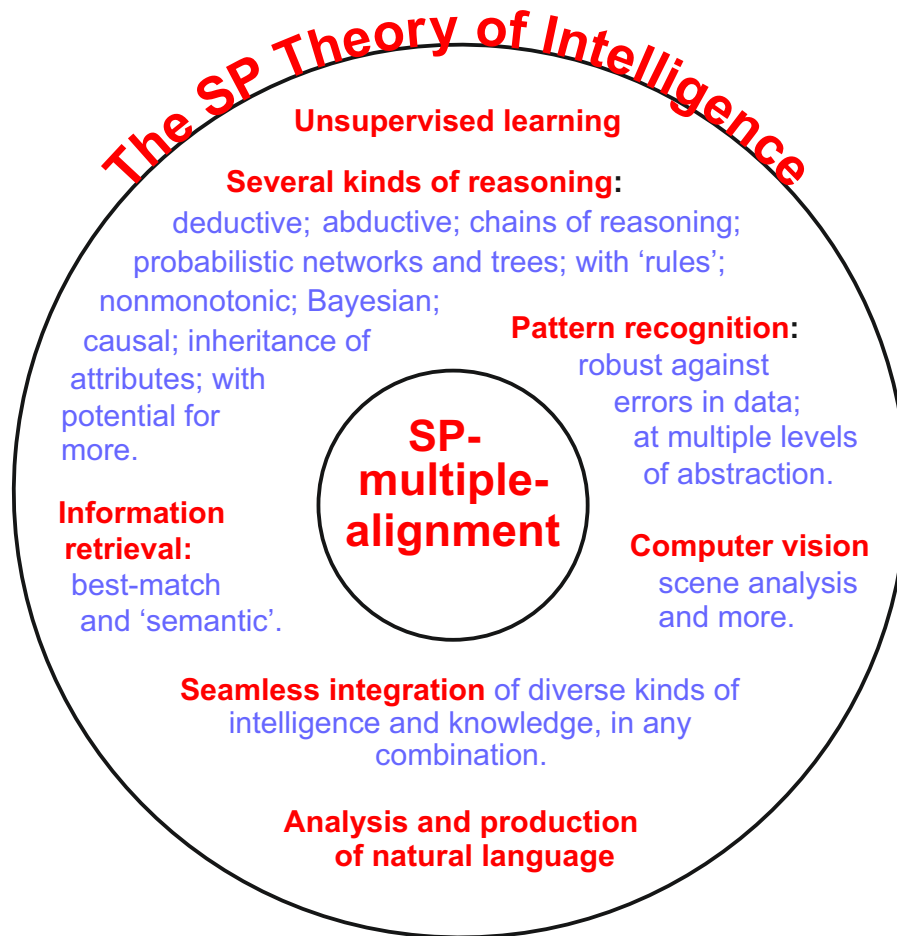 The SP Theory of Intelligence
Unsupervised learning
Several kinds of reasoning:
deductive; abductive; chains of reasoning;
probabilistic networks and trees; with ‘rules’;
nonmonotonic; Bayesian;
causal; inheritance of
attributes; with
potential for
more.
Pattern recognition:
robust against
errors in data;
at multiple levels
of abstraction.
SP-
multiple-
alignment
Information
retrieval:
best-match
and ‘semantic’.
Computer vision
scene analysis
and more.
Seamless integration of diverse kinds of
intelligence and knowledge, in any
combination.
Analysis and production
of natural language